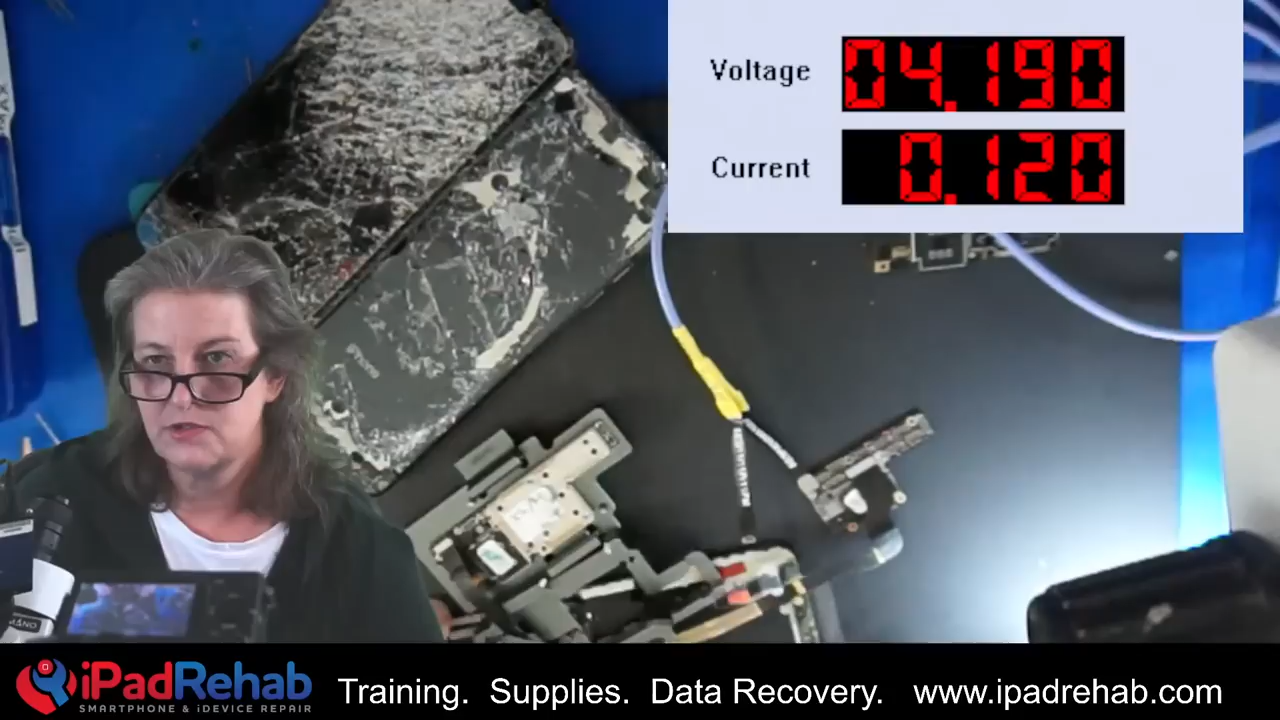 Voltage 04.190
Current 0.120
iPadRehab
SMARTPHONE & iDEVICE REPAIR
Training. Supplies. Data Recovery. www.ipadrehab.com